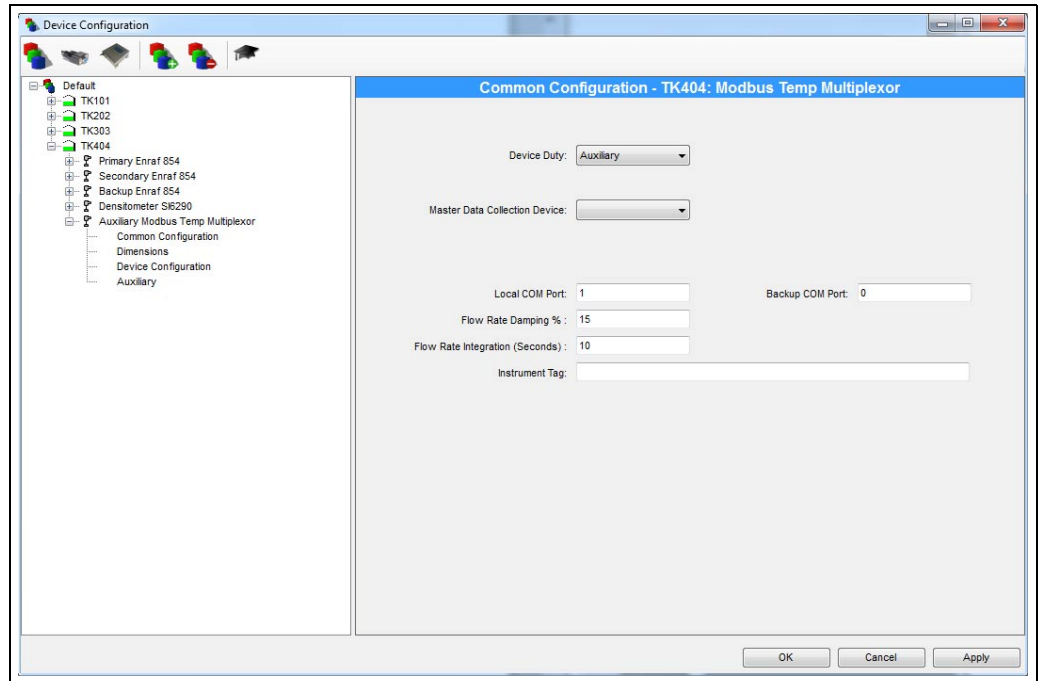 Device Configuration
Default
TK101
TK202
TK303
TK404
Primary Enraf 854
Secondary Enraf 854
Backup Enraf 854
Densitometer SI6290
Auxiliary Modbus Temp Multiplexor
Common Configuration
Dimensions
Device Configuration
Auxiliary
Common Configuration - TK404: Modbus Temp Multiplexor
Device Duty: Auxiliary
Master Data Collection Device:
Local COM Port: 1 Backup COM Port: 0
Flow Rate Damping % : 15
Flow Rate Integration (Seconds) : 10
Instrument Tag:
OK Cancel Apply